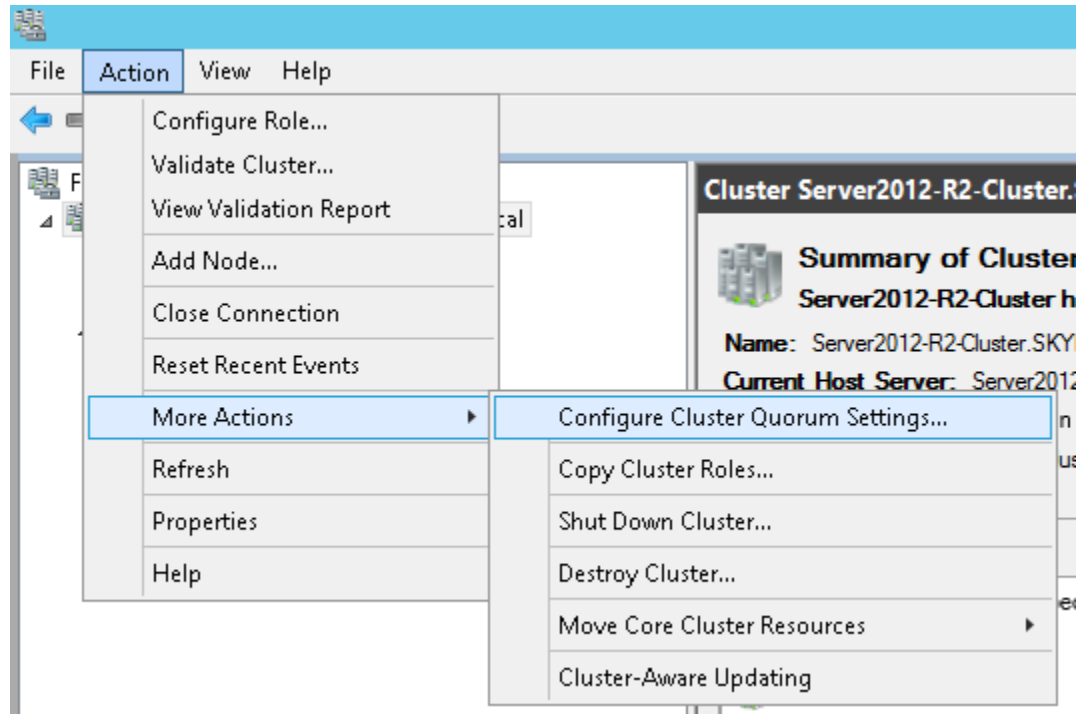 File Action View Help
Configure Role...
Validate Cluster...
View Validation Report
Add Node...
Close Connection
Reset Recent Events
More Actions
Refresh
Properties
Help
Configure Cluster Quorum Settings...
Copy Cluster Roles...
Shut Down Cluster...
Destroy Cluster...
Move Core Cluster Resources
Cluster-Aware Updating
F
cal
Cluster Server2012-R2-Cluster.
Summary of Cluster
Server2012-R2-Cluster h
Name: Server2012-R2-Cluster.SKY
Current Host Server: Server2012
n
us